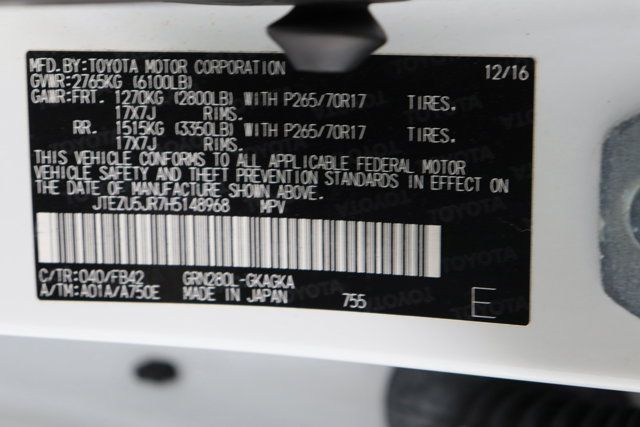 MFD.BY:TOYOTA MOTOR CORPORATION 12/16
GVWR:2765KG (6100LB)
GAWR:FRT. 1270KG (2800LB) WITH P265/70R17 TIRES.
17X7J RIMS.
RR. 1515KG (3350LB) WITH P265/70R17 TIRES.
17X7J RIMS.
THIS VEHICLE CONFORMS TO ALL APPLICABLE FEDERAL MOTOR
VEHICLE SAFETY AND THEFT PREVENTION STANDARDS IN EFFECT ON
THE DATE OF MANUFACTURE SHOWN ABOVE.
JTEZU5JR7H5148968 MPV
C/TR:040/FB42 GRN280L-GKAGKA
A/TM:A01A/A750E MADE IN JAPAN 755 E